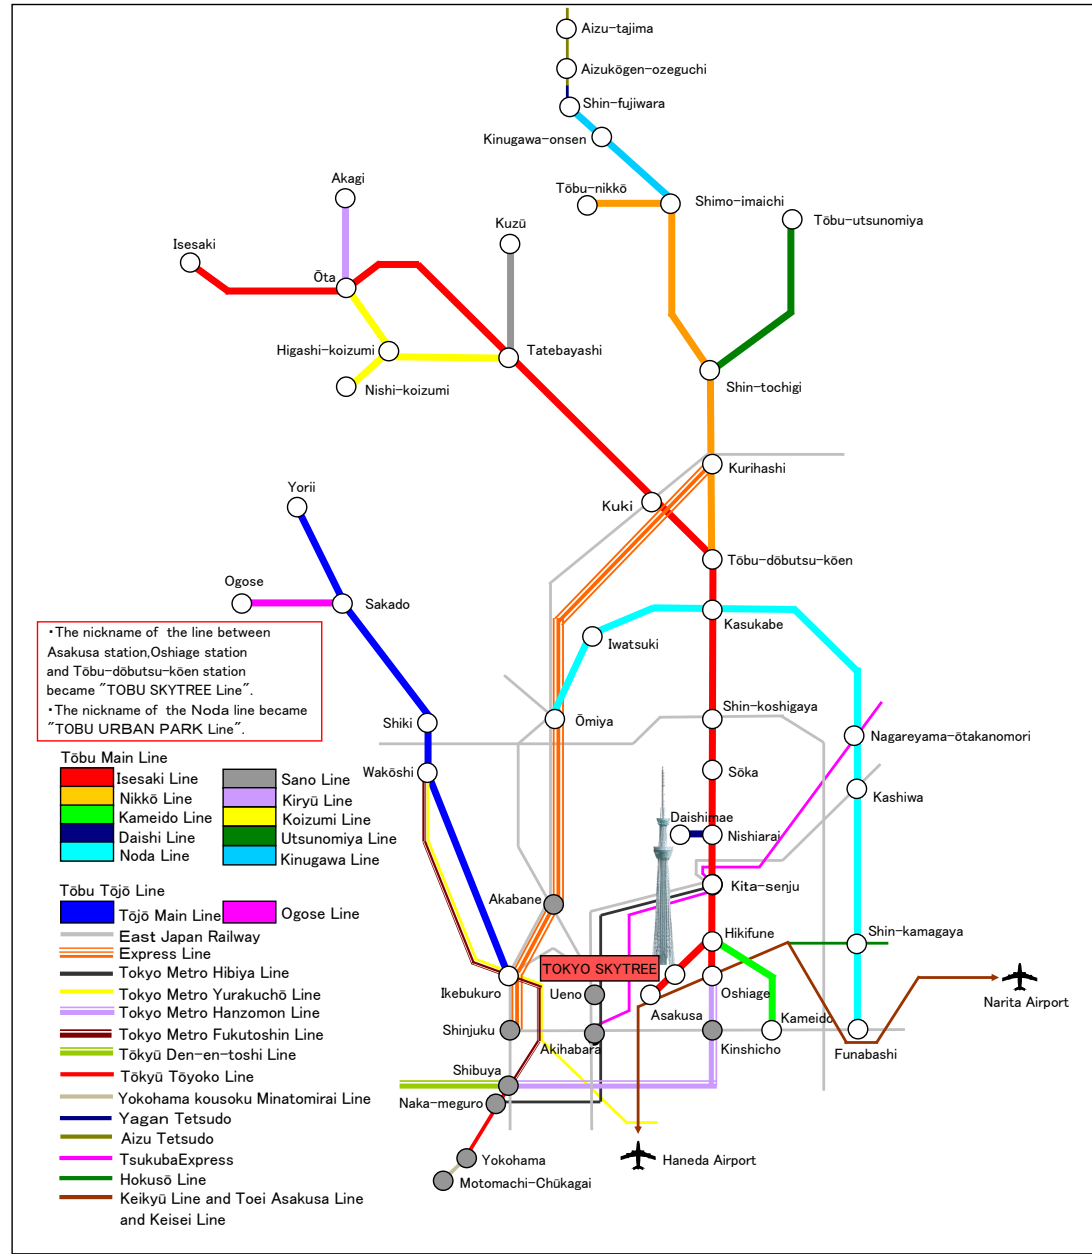 Aizu-tajima
Aizukōgen-ozeguchi
Shin-fujiwara
Kinugawa-onsen
Akagi
Tōbu-nikkō
Shimo-imaichi
Tōbu-utsunomiya
Kuzū
Isesaki
Ōta
Higashi-koizumi
Tatebayashi
Nishi-koizumi
Shin-tochigi
Kurihashi
Yorii
Kuki
Tōbu-dōbutsu-kōen
Ogose
Sakado
Kasukabe
Iwatsuki
・The nickname of the line between
Asakusa station,Oshiage station
and Tōbu-dōbutsu-kōen station
became "TOBU SKYTREE Line".
・The nickname of the Noda line became
"TOBU URBAN PARK Line".
Shiki
Ōmiya
Shin-koshigaya
Nagareyama-ōtakanomori
Wakōshi
Sōka
Kashiwa
Daishimae
Nishiarai
Kita-senju
Akabane
Hikifune
Shin-kamagaya
TOKYO SKYTREE
Ikebukuro
Ueno
Asakusa
Oshiage
Narita Airport
Shinjuku
Akihabara
Kinshicho
Kameido
Funabashi
Shibuya
Naka-meguro
Yokohama
Haneda Airport
Motomachi-Chūkagai
Tōbu Main Line
Isesaki Line
Nikkō Line
Kameido Line
Daishi Line
Noda Line
Sano Line
Kiryū Line
Koizumi Line
Utsunomiya Line
Kinugawa Line
Tōbu Tōjō Line
Tōjō Main Line
Ogose Line
East Japan Railway
Express Line
Tokyo Metro Hibiya Line
Tokyo Metro Yurakuchō Line
Tokyo Metro Hanzomon Line
Tokyo Metro Fukutoshin Line
Tōkyū Den-en-toshi Line
Tōkyū Tōyoko Line
Yokohama kousoku Minatomirai Line
Yagan Tetsudo
Aizu Tetsudo
TsukubaExpress
Hokusō Line
Keikyū Line and Toei Asakusa Line
and Keisei Line